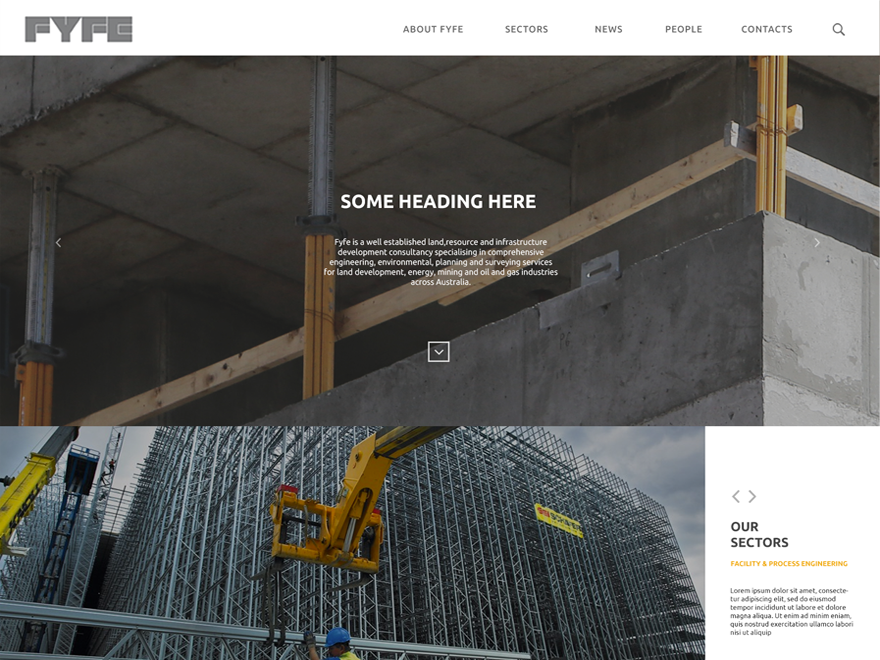 FYFE
ABOUT FYFE SECTORS NEWS PEOPLE CONTACTS
SOME HEADING HERE
Fyfe is a well established land,resource and infrastructure
development consultancy specialising in comprehensive
engineering, environmental, planning and surveying services
for land development, energy, mining and oil and gas industries
across Australia.
OUR
SECTORS
FACILITY & PROCESS ENGINEERING
Lorem ipsum dolor sit amet, consecte-
tur adipiscing elit, sed do eiusmod
tempor incididunt ut labore et dolore
magna aliqua. Ut enim ad minim eniam,
quis nostrud exercitation ullamco labori
nisi ut aliquip